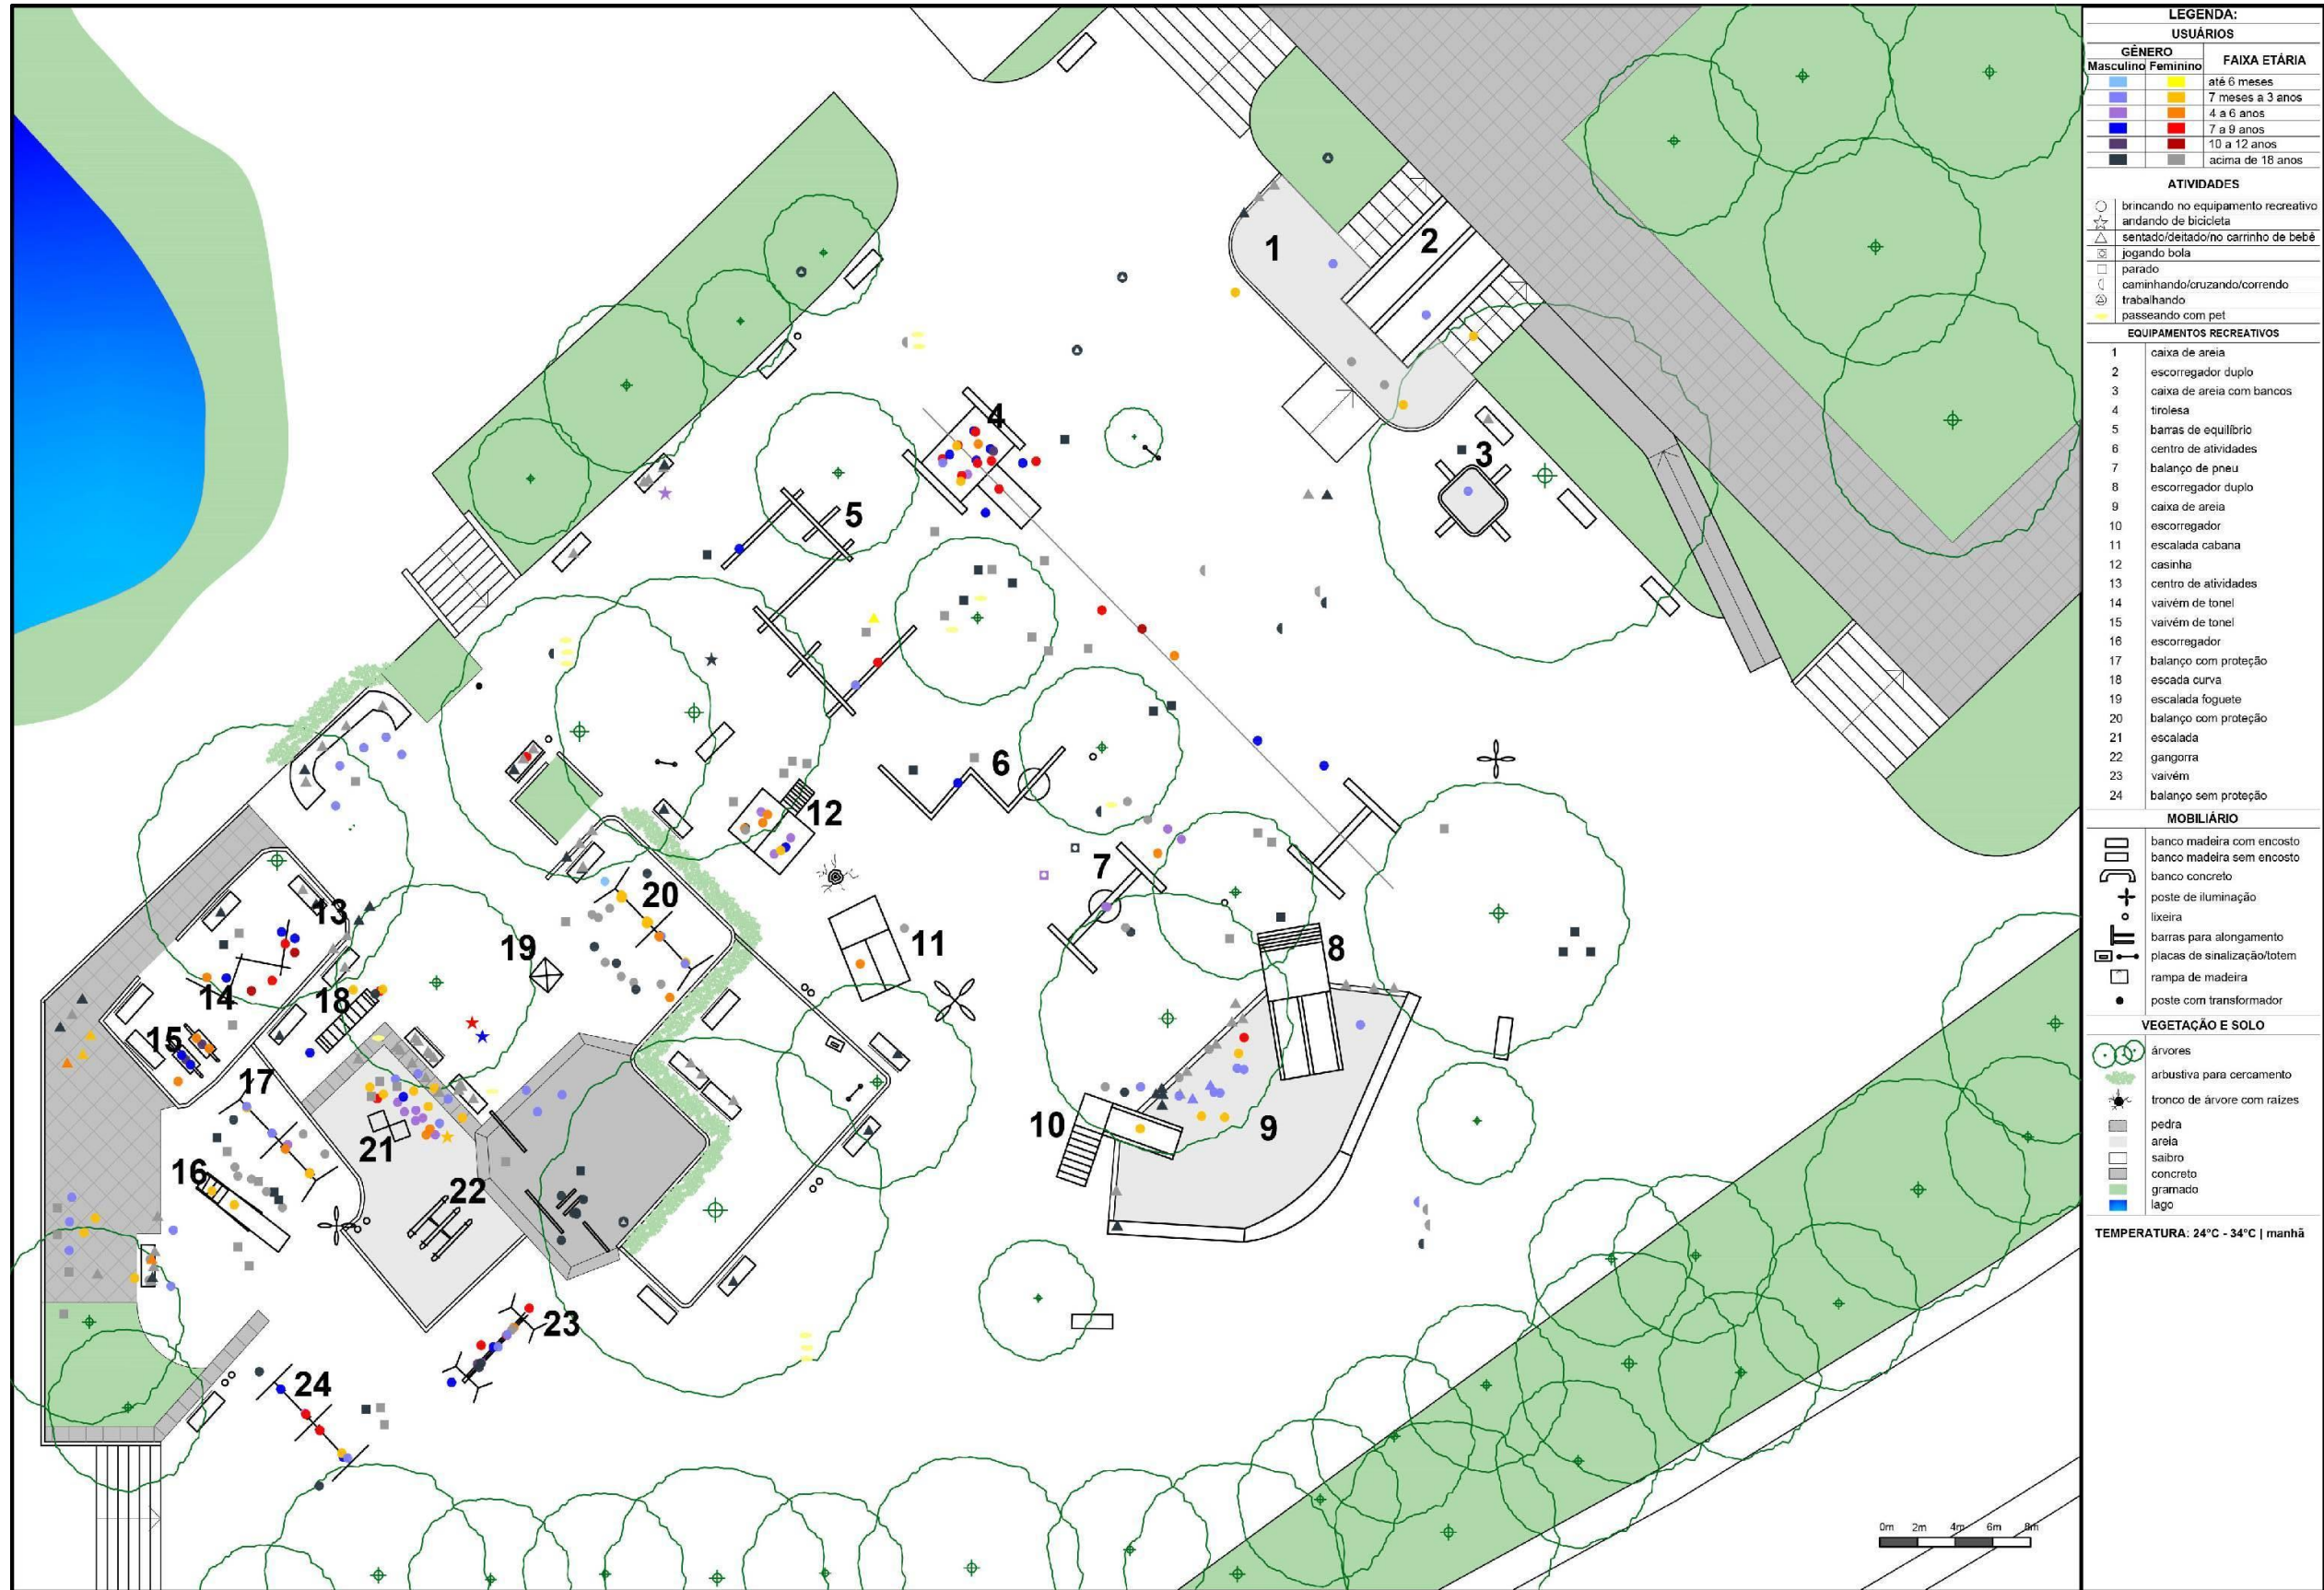 1
2
3
4
5
6
7
8
9
10
11
12
13
14
15
16
17
18
19
20
21
22
23
24
0m 2m 4m 6m 8m
LEGENDA:
USUÁRIOS
GÊNERO
Masculino Feminino FAIXA ETÁRIA
até 6 meses
7 meses a 3 anos
4 a 6 anos
7 a 9 anos
10 a 12 anos
acima de 18 anos
ATIVIDADES
brincando no equipamento recreativo
andando de bicicleta
sentado/deitado/no carrinho de bebê
jogando bola
parado
caminhando/cruzando/correndo
trabalhando
passeando com pet
EQUIPAMENTOS RECREATIVOS
1 caixa de areia
2 escorregador duplo
3 caixa de areia com bancos
4 tirolesa
5 barras de equilíbrio
6 centro de atividades
7 balanço de pneu
8 escorregador duplo
9 caixa de areia
10 escorregador
11 escalada cabana
12 casinha
13 centro de atividades
14 vaivém de tonel
15 vaivém de tonel
16 escorregador
17 balanço com proteção
18 escada curva
19 escalada foguete
20 balanço com proteção
21 escalada
22 gangorra
23 vaivém
24 balanço sem proteção
MOBILIÁRIO
banco madeira com encosto
banco madeira sem encosto
banco concreto
poste de iluminação
lixeira
barras para alongamento
placas de sinalização/totem
rampa de madeira
poste com transformador
VEGETAÇÃO E SOLO
árvores
arbustiva para cercamento
tronco de árvore com raízes
pedra
areia
saibro
concreto
gramado
lago
TEMPERATURA: 24°C - 34°C | manhã